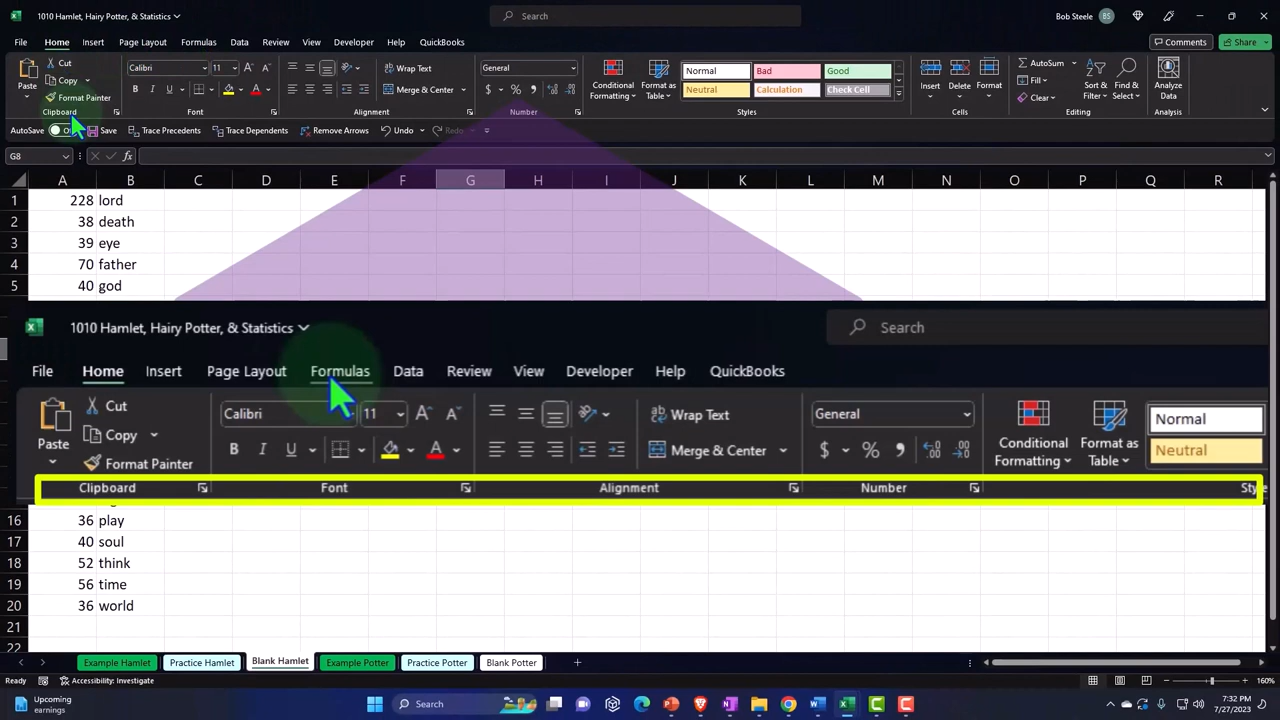 1010 Hamlet, Hairy Potter, & Statistics
Search
Bob Steele BS
File Home Insert Page Layout Formulas Data Review View Developer Help QuickBooks
Comments Share
Paste Cut Copy Format Painter
Calibri 11
Wrap Text
Merge & Center
General
Conditional Formatting
Format as Table
Normal Bad Good
Neutral Calculation Check Cell
Insert Delete Format
AutoSum Fill Clear
Sort & Find &
Analyze Data
Clipboard Font Alignment Number Styles Cells Editing Analysis
AutoSave Save Trace Precedents Trace Dependents Remove Arrows Undo Redo
G8 fx
A B C D E F G H I J K L M N O P Q R
1 228 lord
2 38 death
3 39 eye
4 70 father
5 40 god
1010 Hamlet, Hairy Potter, & Statistics
Search
File Home Insert Page Layout Formulas Data Review View Developer Help QuickBooks
Paste Cut Copy Format Painter
Calibri 11
B I U A
Wrap Text
Merge & Center
General
$ % ,
Conditional Formatting
Format as Table
Normal
Neutral
Clipboard Font Alignment Number Sty
16 36 play
17 40 soul
18 52 think
19 56 time
20 36 world
21
22
Example Hamlet Practice Hamlet Blank Hamlet Example Potter Practice Potter Blank Potter
Ready Accessibility: Investigate 160%
Upcoming earnings
Search
7:32 PM
7/27/2023